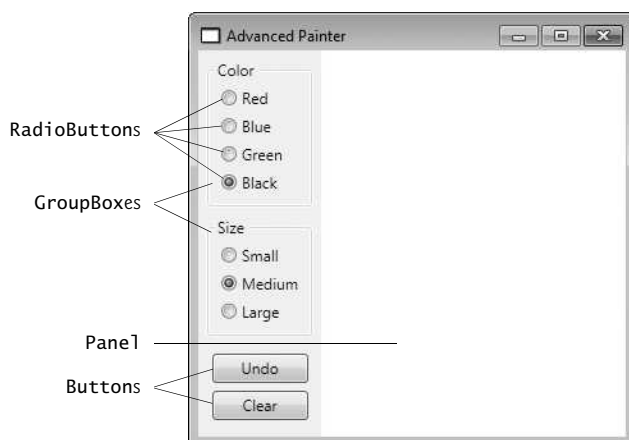 Advanced Painter
Color
Red
RadioButtons
Blue
Green
Black
GroupBoxes
Size
Small
Medium
Large
Panel
Undo
Buttons
Clear